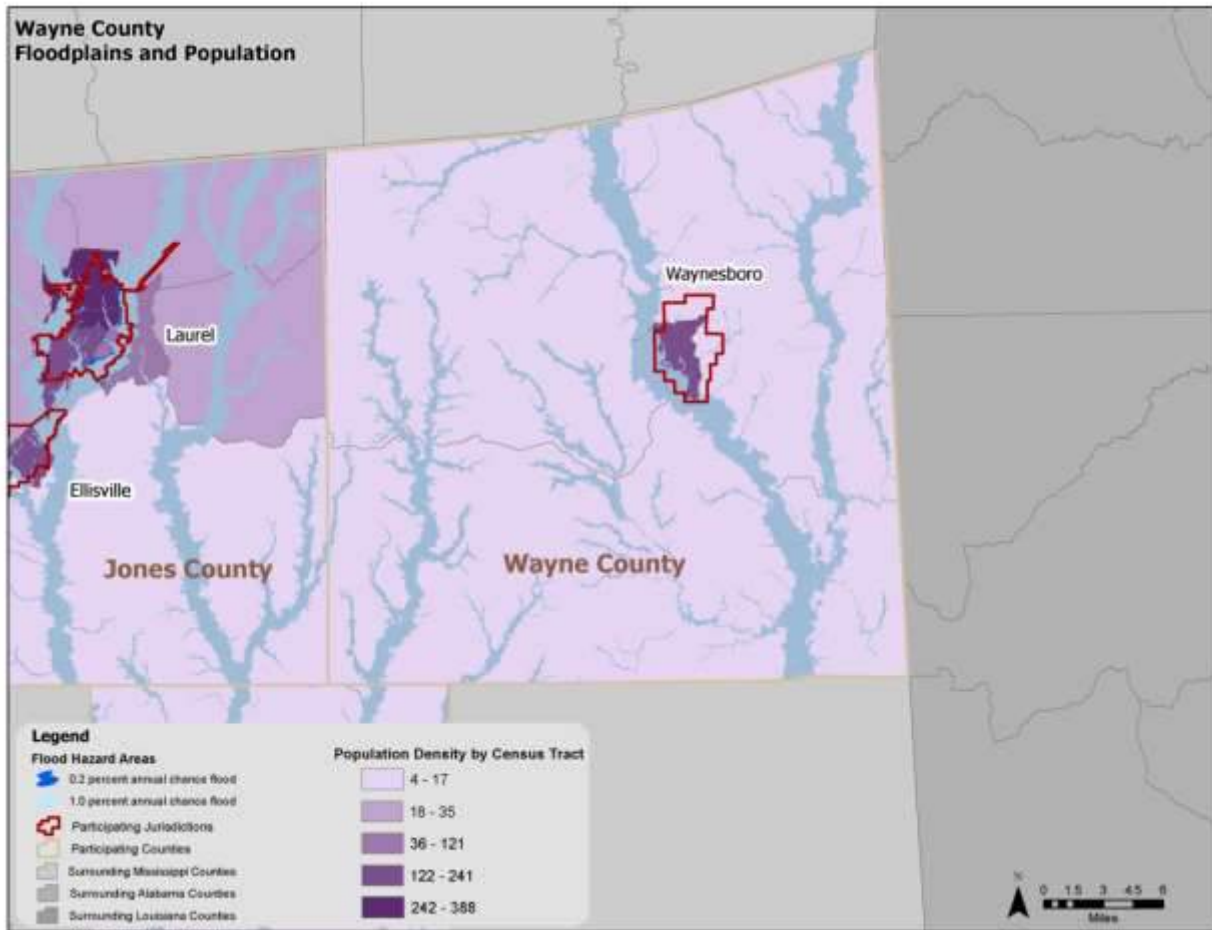 Wayne County
Floodplains and Population
Waynesboro
Laurel
Ellisville
Jones County
Wayne County
Legend
Flood Hazard Areas
0.2 percent annual chance flood
1.0 percent annual chance flood
Participating Jurisdictions
Participating Counties
Surrounding Mississippi Counties
Surrounding Alabama Counties
Surrounding Louisiana Counties
Population Density by Census Tract
4 - 17
18 - 35
36 - 121
122 - 241
242 - 388
N
0 1.5 3 4.5 6
Miles